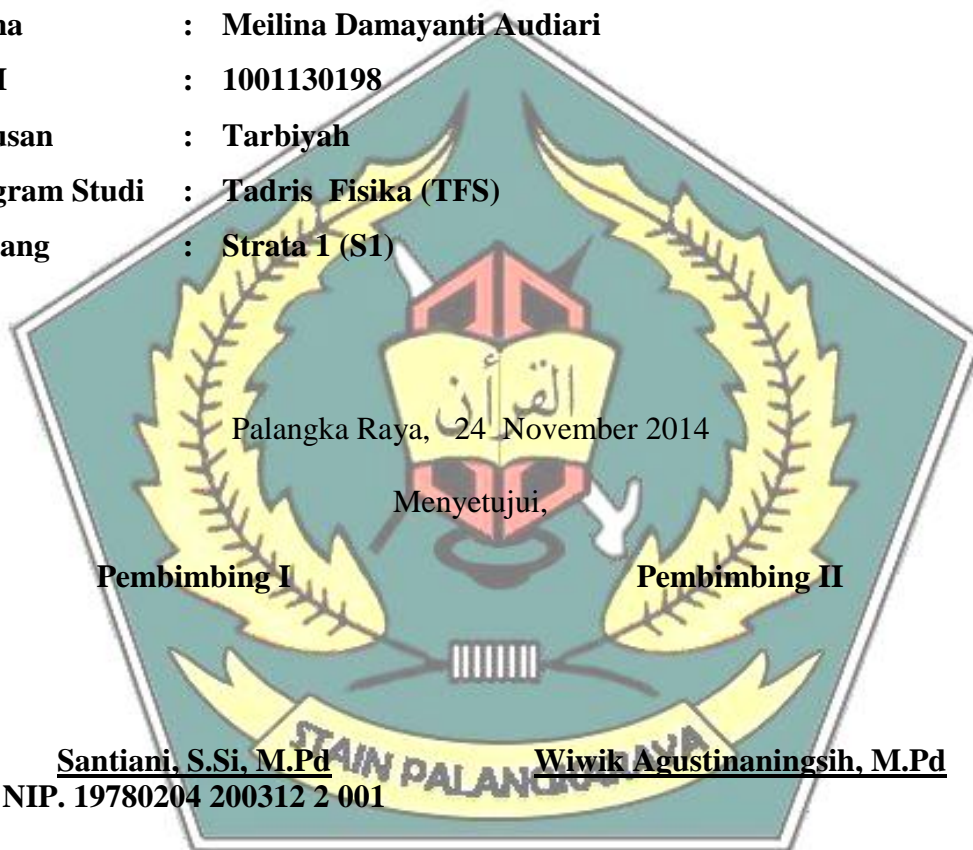 na : Meilina Damayanti Audiari
I : 1001130198
usan : Tarbiyah
gram Studi : Tadris Fisika (TFS)
ang : Strata 1 (S1)
القرآن
Palangka Raya, 24 November 2014
Menyetujui,
Pembimbing I Pembimbing II
Santiani, S.Si, M.Pd Wiwik Agustinaningsih, M.Pd
STAIN PALANGKARAYA
NIP. 19780204 200312 2 001